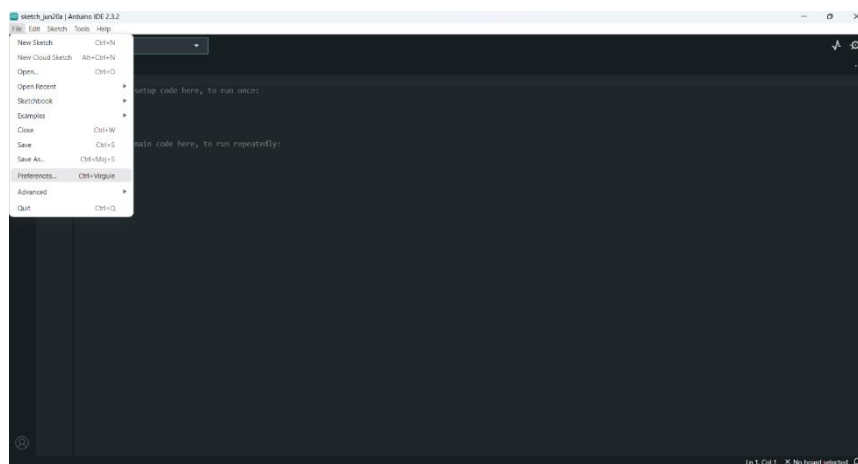 sketch_jun20a | Arduino IDE 2.3.2
File Edit Sketch Tools Help
New Sketch Ctrl+N
New Cloud Sketch Alt+Ctrl+N
Open... Ctrl+O
Open Recent
Sketchbook
Examples
Close Ctrl+W
Save Ctrl+S
Save As... Ctrl+Maj+S
Preferences... Ctrl+Virgule
Advanced
Quit Ctrl+Q
setup code here, to run once:
main code here, to run repeatedly:
Ln 1, Col 1 × No board selected